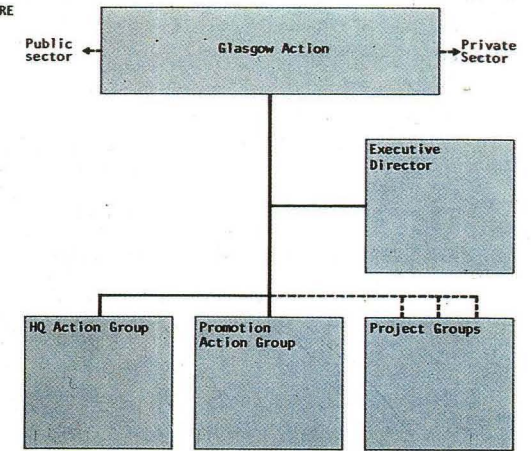 RE
Public
sector
Glasgow Action
Private
Sector
Executive
Director
HQ Action Group
Promotion
Action Group
Project Groups